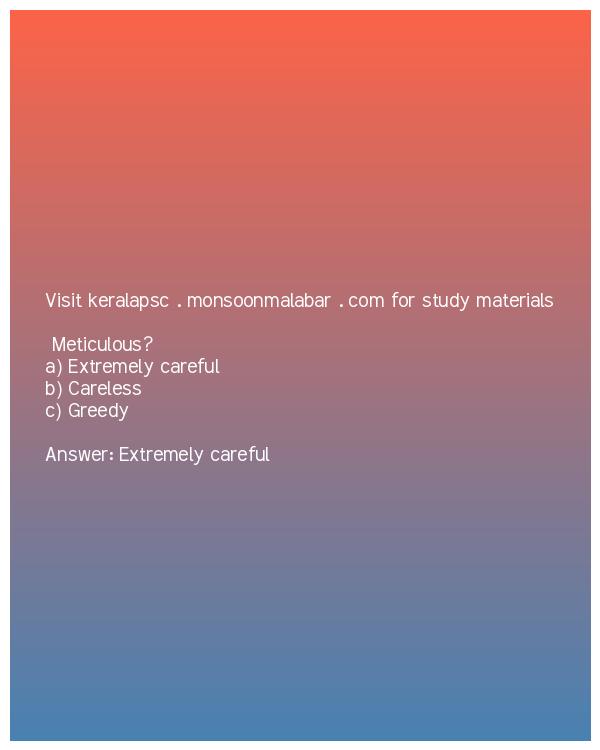 Visit keralapsc . monsoonmalabar . com for study materials
Meticulous?
a) Extremely careful
b) Careless
c) Greedy
Answer: Extremely careful